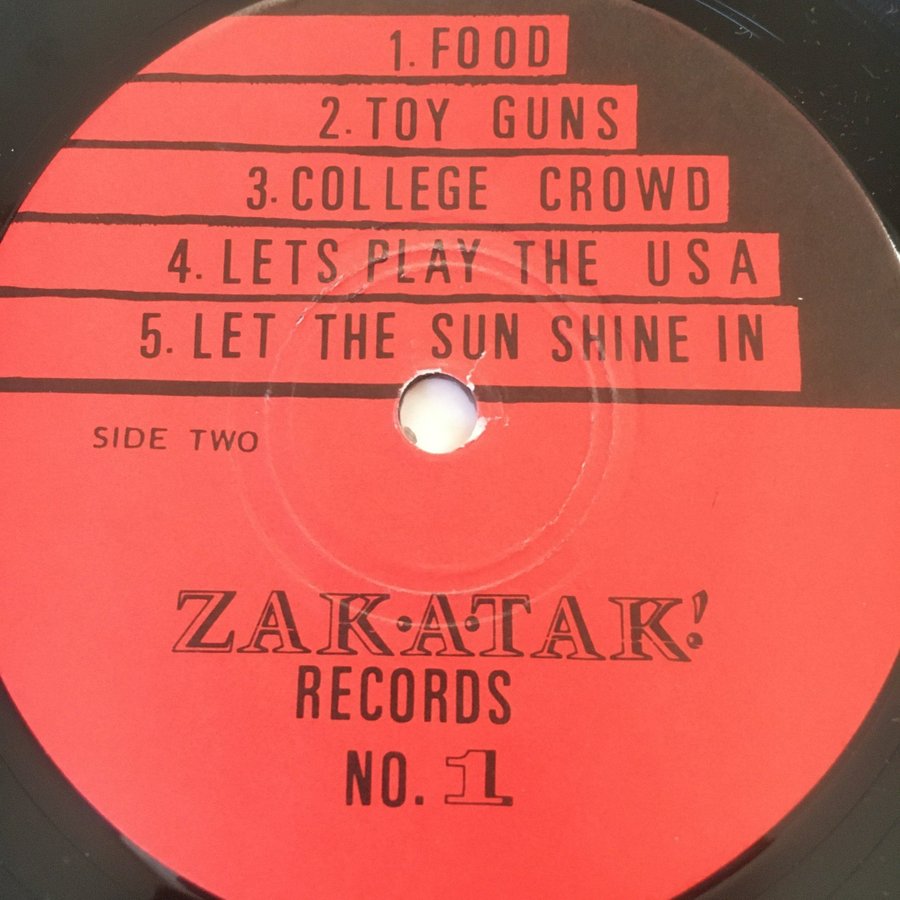 1. FOOD
2. TOY GUNS
3. COLLEGE CROWD
4. LETS PLAY THE USA
5. LET THE SUN SHINE IN
SIDE TWO
ZAK·A·TAK!
RECORDS
NO. 1